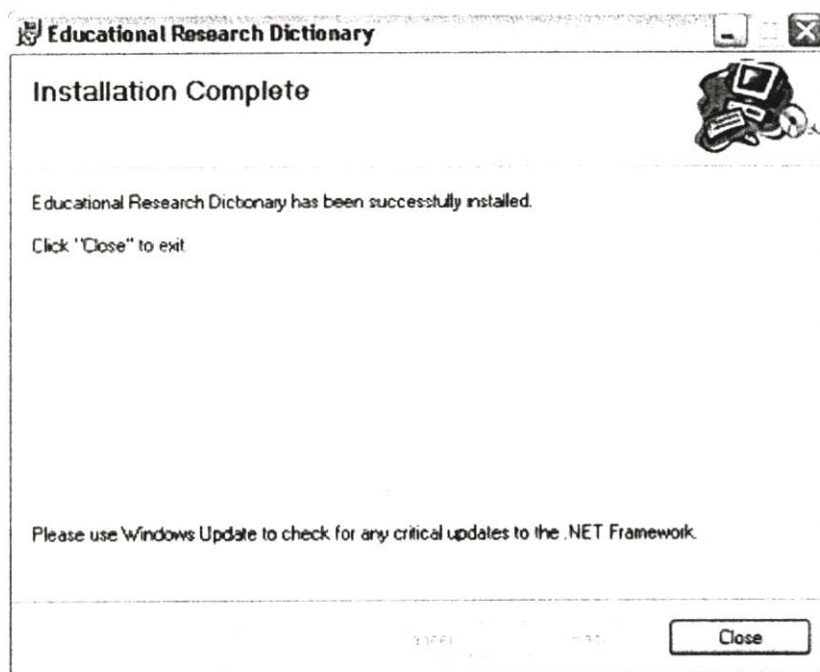 Educational Research Dictionary
Installation Complete
Educational Research Dictionary has been successfully installed.
Click "Close" to exit
Please use Windows Update to check for any critical updates to the .NET Framework.
Close